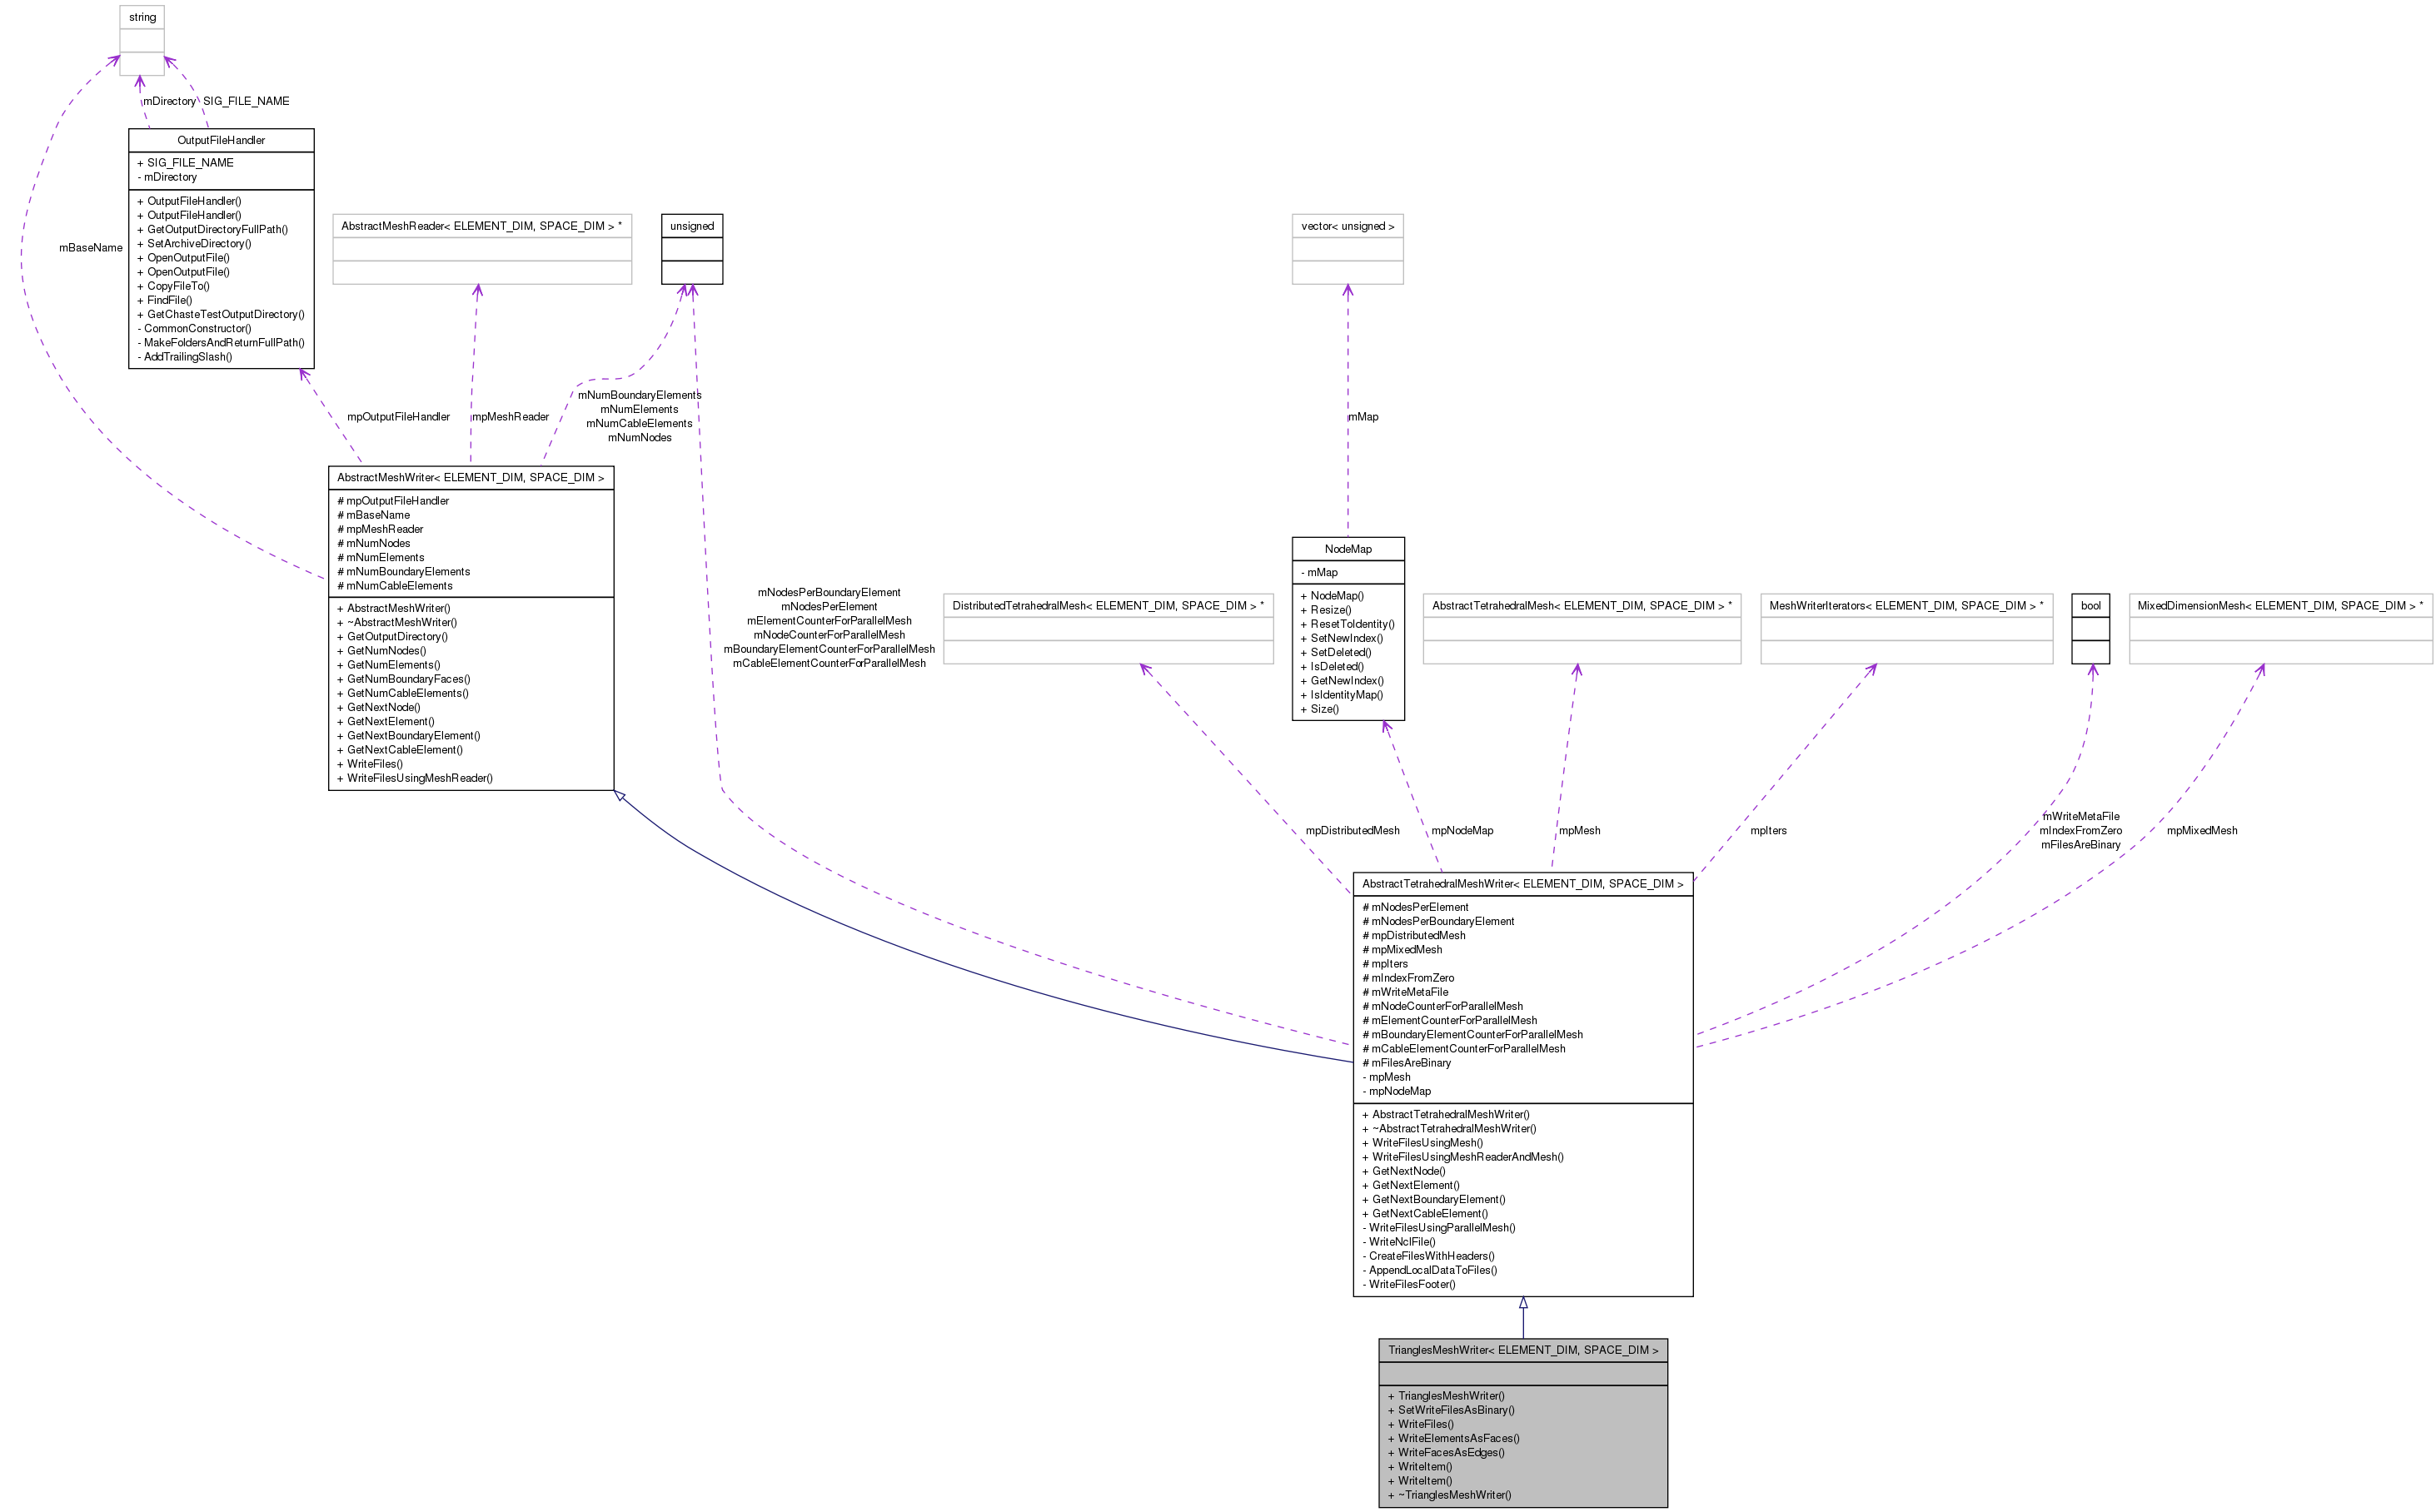 string
mDirectory
SIG_FILE_NAME
OutputFileHandler
+ SIG_FILE_NAME
- mDirectory
+ OutputFileHandler()
+ OutputFileHandler()
+ GetOutputDirectoryFullPath()
+ SetArchiveDirectory()
+ OpenOutputFile()
+ OpenOutputFile()
+ CopyFileTo()
+ FindFile()
+ GetChasteTestOutputDirectory()
- CommonConstructor()
- MakeFoldersAndReturnFullPath()
- AddTrailingSlash()
mBaseName
AbstractMeshReader< ELEMENT_DIM, SPACE_DIM > *
unsigned
vector< unsigned >
mpOutputFileHandler
mpMeshReader
mNumBoundaryElements
mNumElements
mNumCableElements
mNumNodes
mMap
AbstractMeshWriter< ELEMENT_DIM, SPACE_DIM >
# mpOutputFileHandler
# mBaseName
# mpMeshReader
# mNumNodes
# mNumElements
# mNumBoundaryElements
# mNumCableElements
+ AbstractMeshWriter()
+ ~AbstractMeshWriter()
+ GetOutputDirectory()
+ GetNumNodes()
+ GetNumElements()
+ GetNumBoundaryFaces()
+ GetNumCableElements()
+ GetNextNode()
+ GetNextElement()
+ GetNextBoundaryElement()
+ GetNextCableElement()
+ WriteFiles()
+ WriteFilesUsingMeshReader()
mNodesPerBoundaryElement
mNodesPerElement
mElementCounterForParallelMesh
mNodeCounterForParallelMesh
mBoundaryElementCounterForParallelMesh
mCableElementCounterForParallelMesh
DistributedTetrahedralMesh< ELEMENT_DIM, SPACE_DIM > *
NodeMap
- mMap
+ NodeMap()
+ Resize()
+ ResetToIdentity()
+ SetNewIndex()
+ SetDeleted()
+ IsDeleted()
+ GetNewIndex()
+ IsIdentityMap()
+ Size()
AbstractTetrahedralMesh< ELEMENT_DIM, SPACE_DIM > *
MeshWriterIterators< ELEMENT_DIM, SPACE_DIM > *
bool
MixedDimensionMesh< ELEMENT_DIM, SPACE_DIM > *
mpDistributedMesh
mpNodeMap
mpMesh
mpIters
mWriteMetaFile
mIndexFromZero
mFilesAreBinary
mpMixedMesh
AbstractTetrahedralMeshWriter< ELEMENT_DIM, SPACE_DIM >
# mNodesPerElement
# mNodesPerBoundaryElement
# mpDistributedMesh
# mpMixedMesh
# mpIters
# mIndexFromZero
# mWriteMetaFile
# mNodeCounterForParallelMesh
# mElementCounterForParallelMesh
# mBoundaryElementCounterForParallelMesh
# mCableElementCounterForParallelMesh
# mFilesAreBinary
- mpMesh
- mpNodeMap
+ AbstractTetrahedralMeshWriter()
+ ~AbstractTetrahedralMeshWriter()
+ WriteFilesUsingMesh()
+ WriteFilesUsingMeshReaderAndMesh()
+ GetNextNode()
+ GetNextElement()
+ GetNextBoundaryElement()
+ GetNextCableElement()
- WriteFilesUsingParallelMesh()
- WriteNclFile()
- CreateFilesWithHeaders()
- AppendLocalDataToFiles()
- WriteFilesFooter()
TrianglesMeshWriter< ELEMENT_DIM, SPACE_DIM >
+ TrianglesMeshWriter()
+ SetWriteFilesAsBinary()
+ WriteFiles()
+ WriteElementsAsFaces()
+ WriteFacesAsEdges()
+ WriteItem()
+ WriteItem()
+ ~TrianglesMeshWriter()